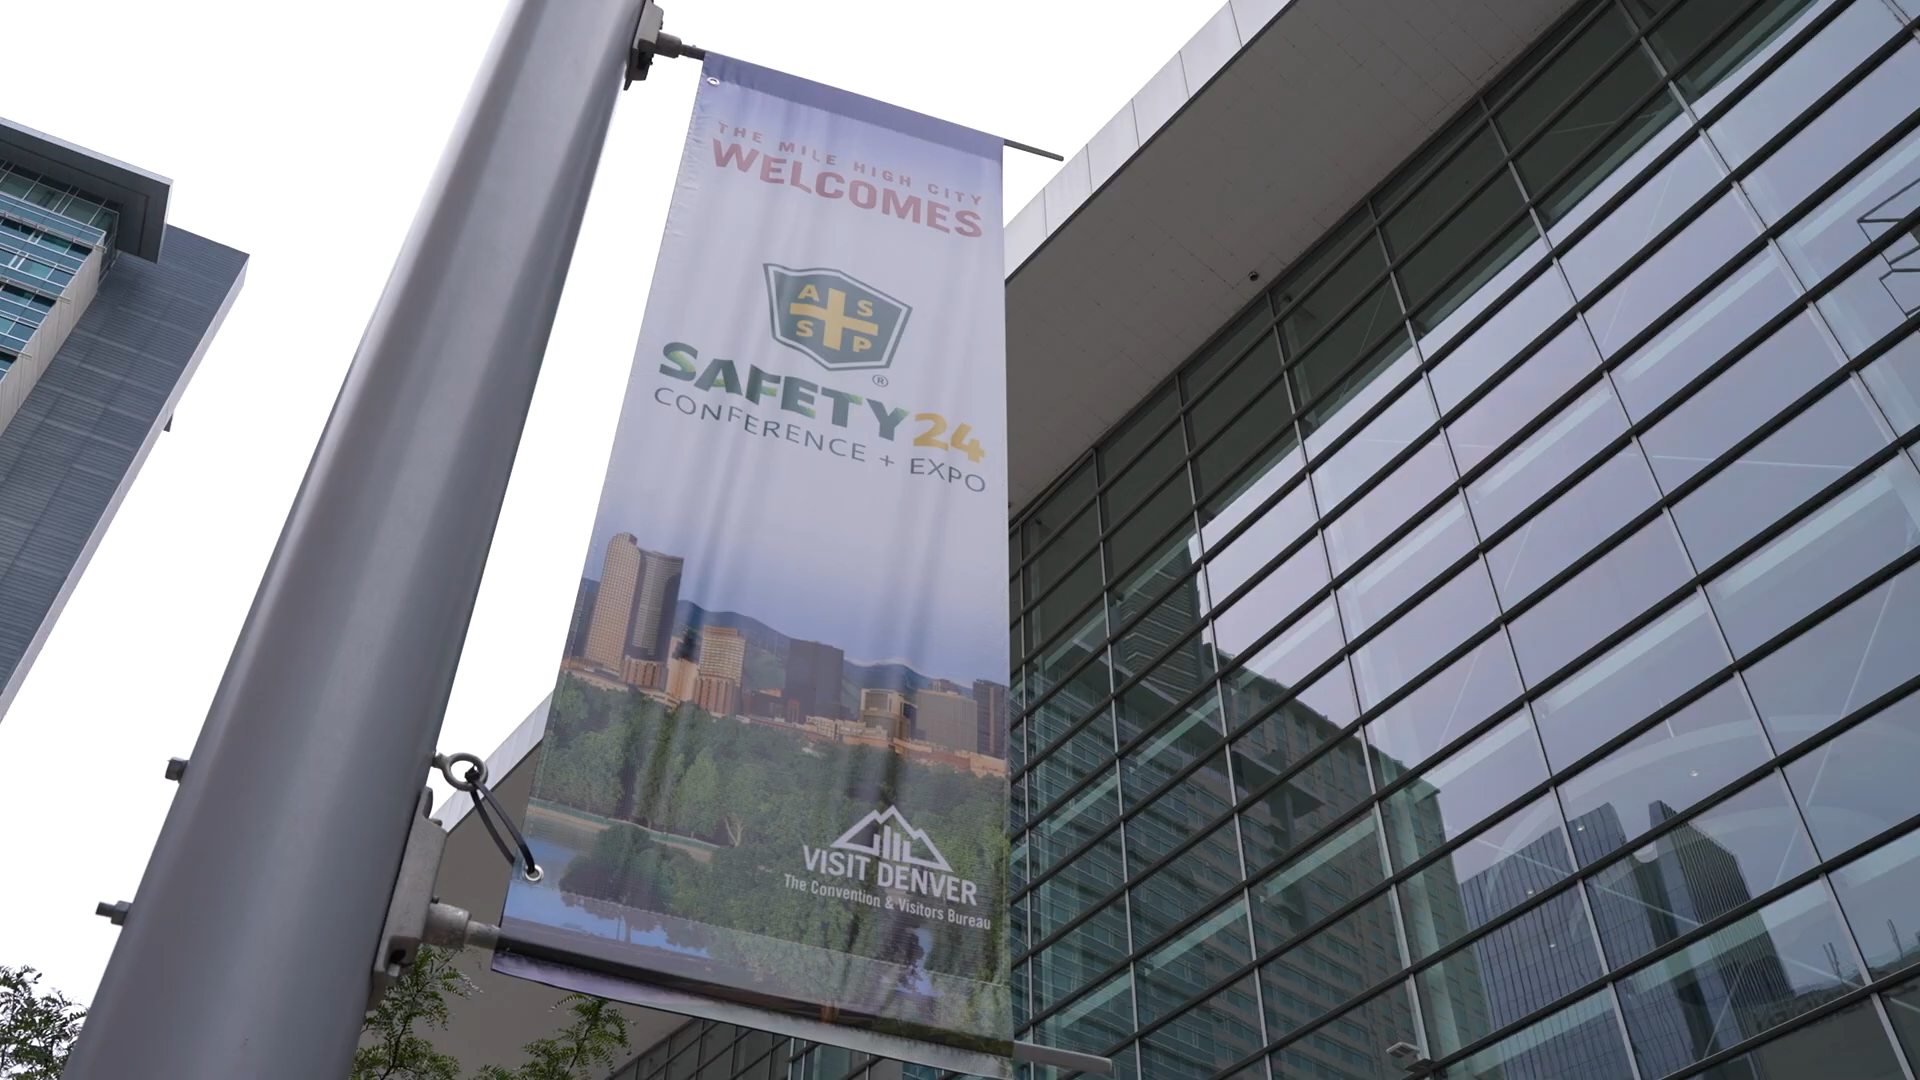 THE MILE HIGH CITY
WELCOMES
A S
S P
®
SAFETY24
CONFERENCE + EXPO
VISIT DENVER
The Convention & Visitors Bureau